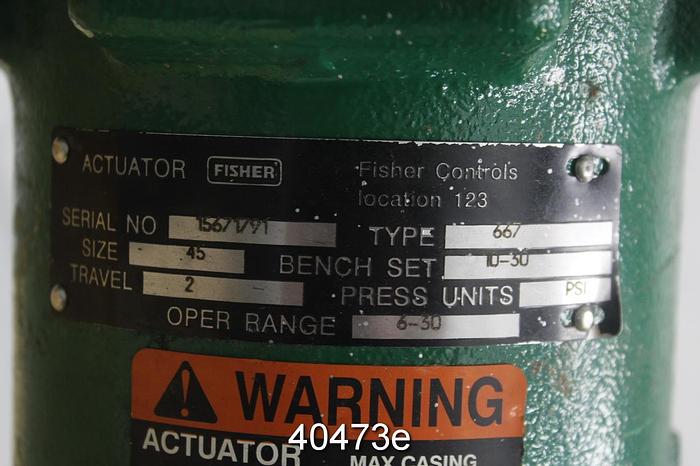 ACTUATOR FISHER Fisher Controls
location 123
SERIAL NO 15671791 TYPE 667
SIZE 45 BENCH SET 10-30
TRAVEL 2 PRESS UNITS PSI
OPER RANGE 6-30
WARNING
ACTUATOR MAX CASING
40473e